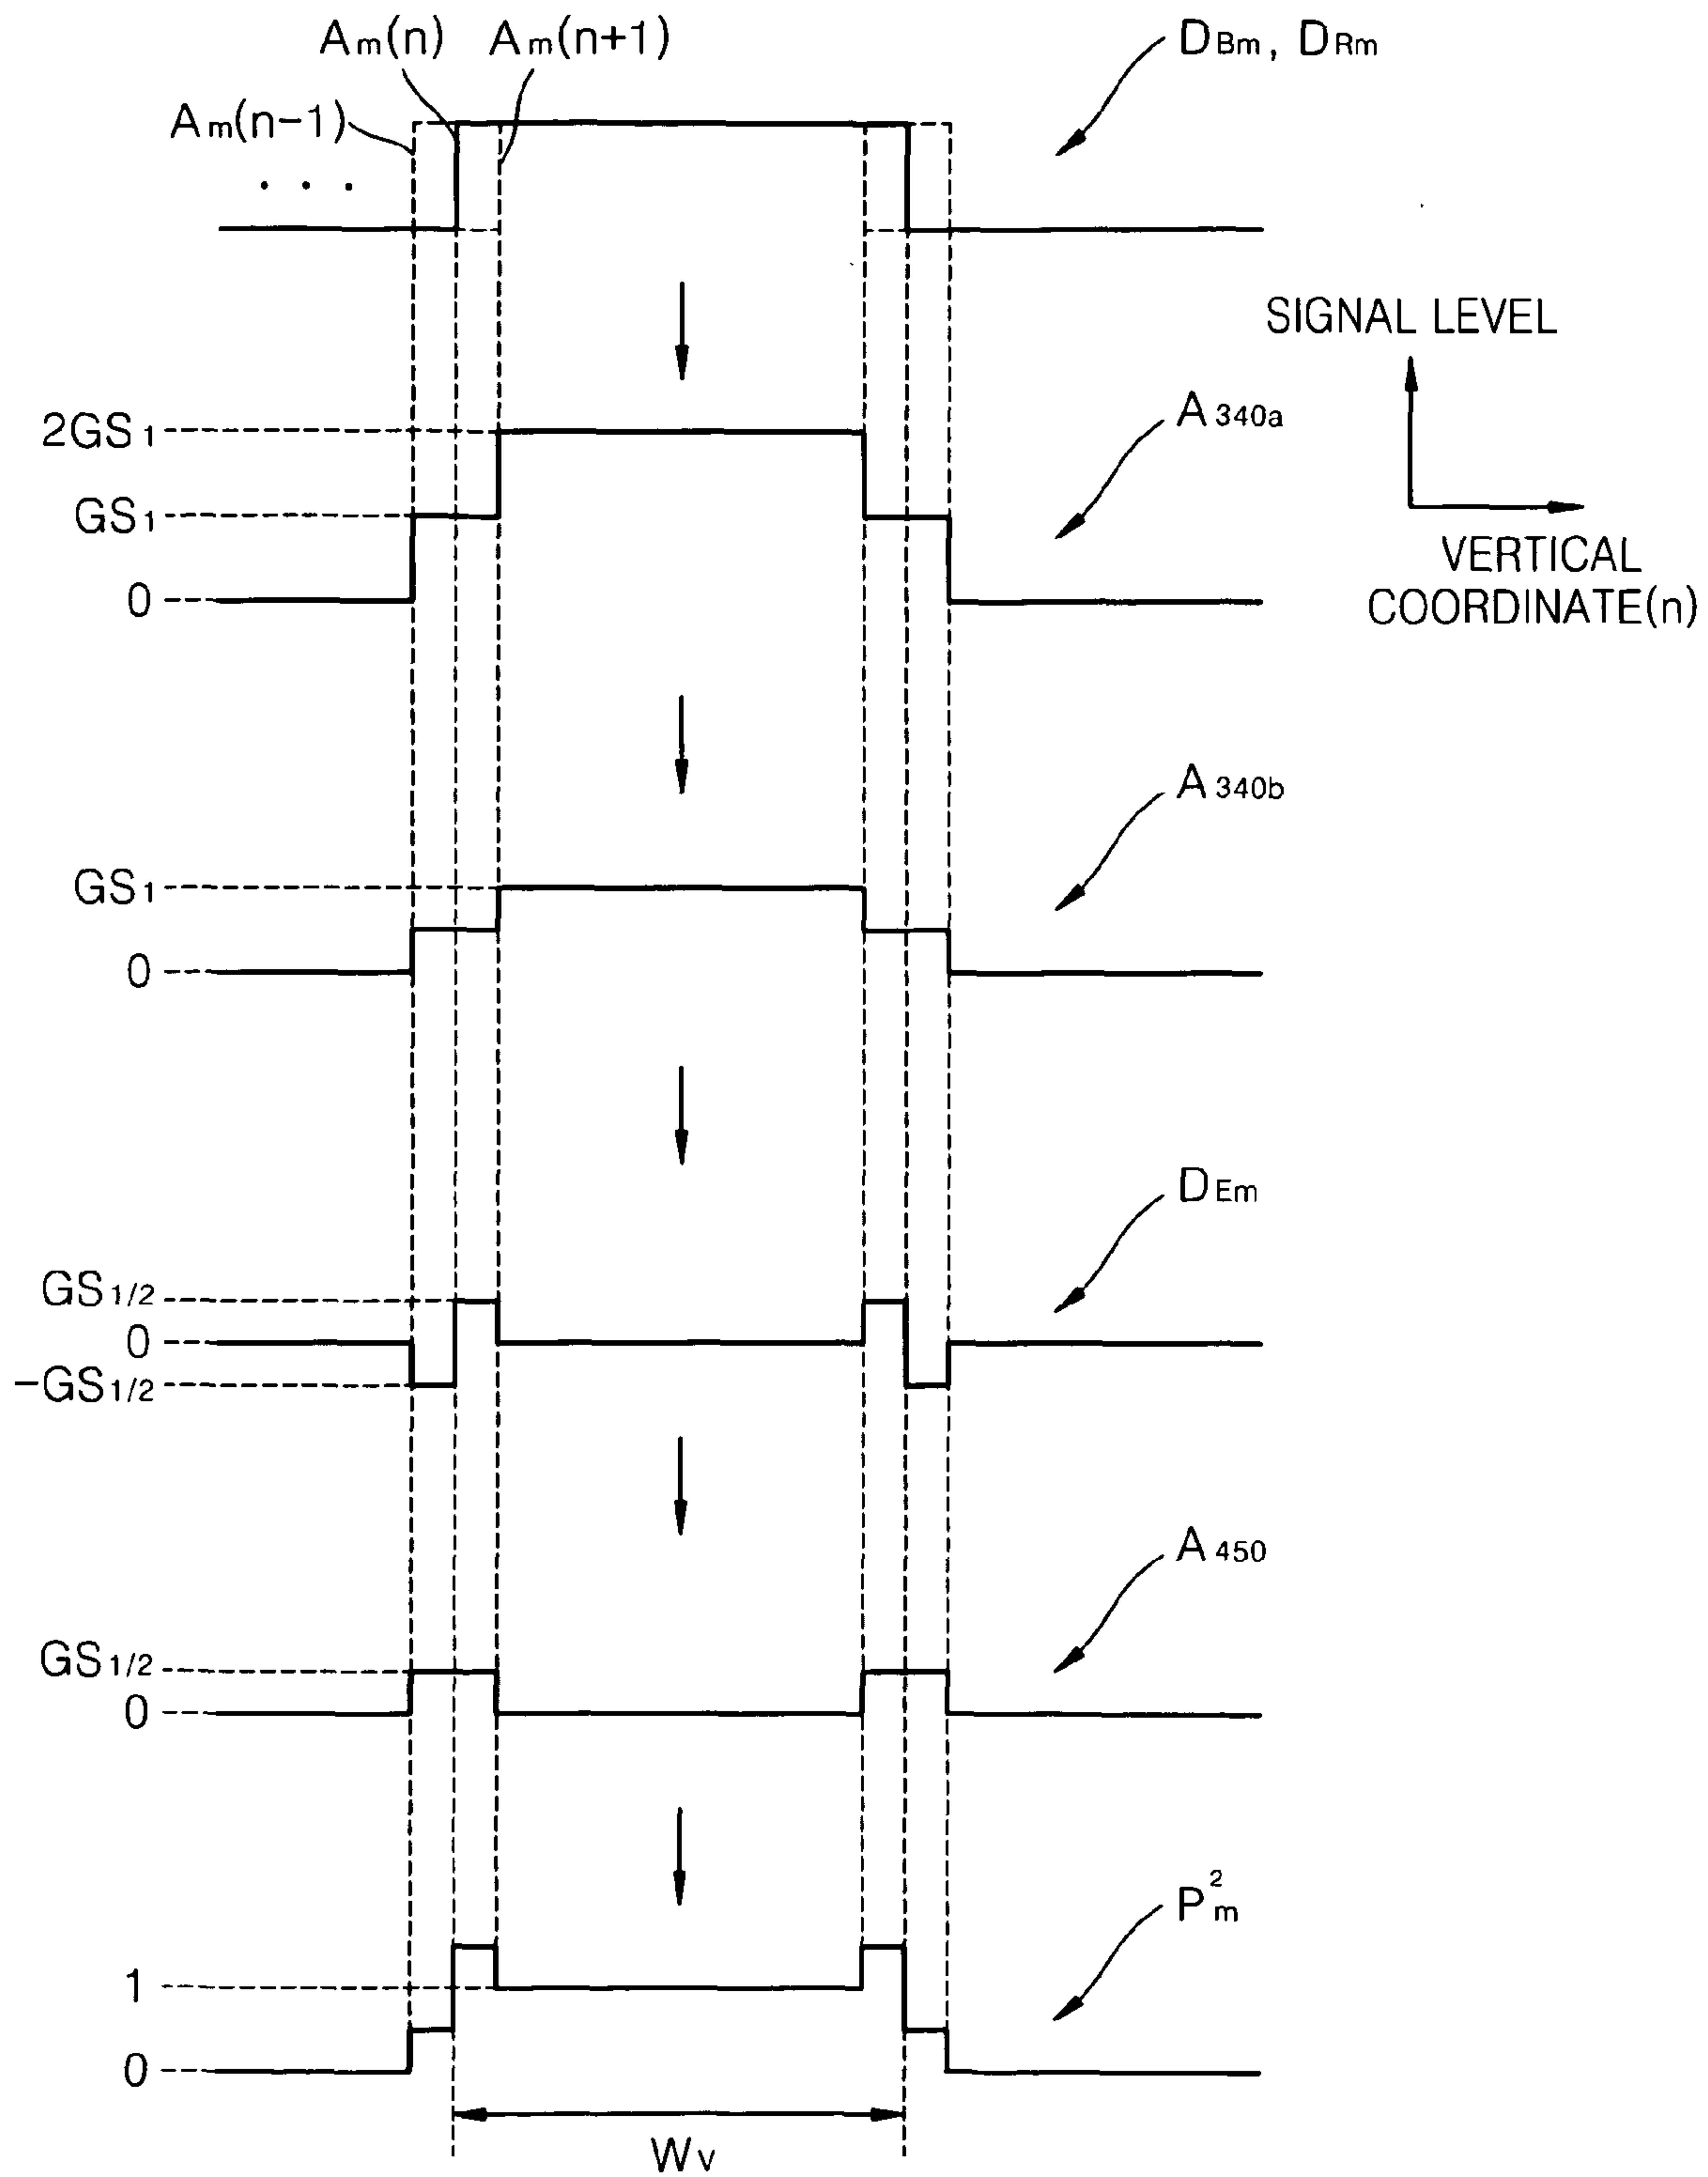 Am(n) Am(n+1) DBm, DRm
Am(n-1)
. . .
SIGNAL LEVEL
2GS1
A340a
GS1
VERTICAL
COORDINATE(n)
0
A340b
GS1
0
DEm
GS1/2
0
-GS1/2
A450
GS1/2
0
P²m
1
0
Wv